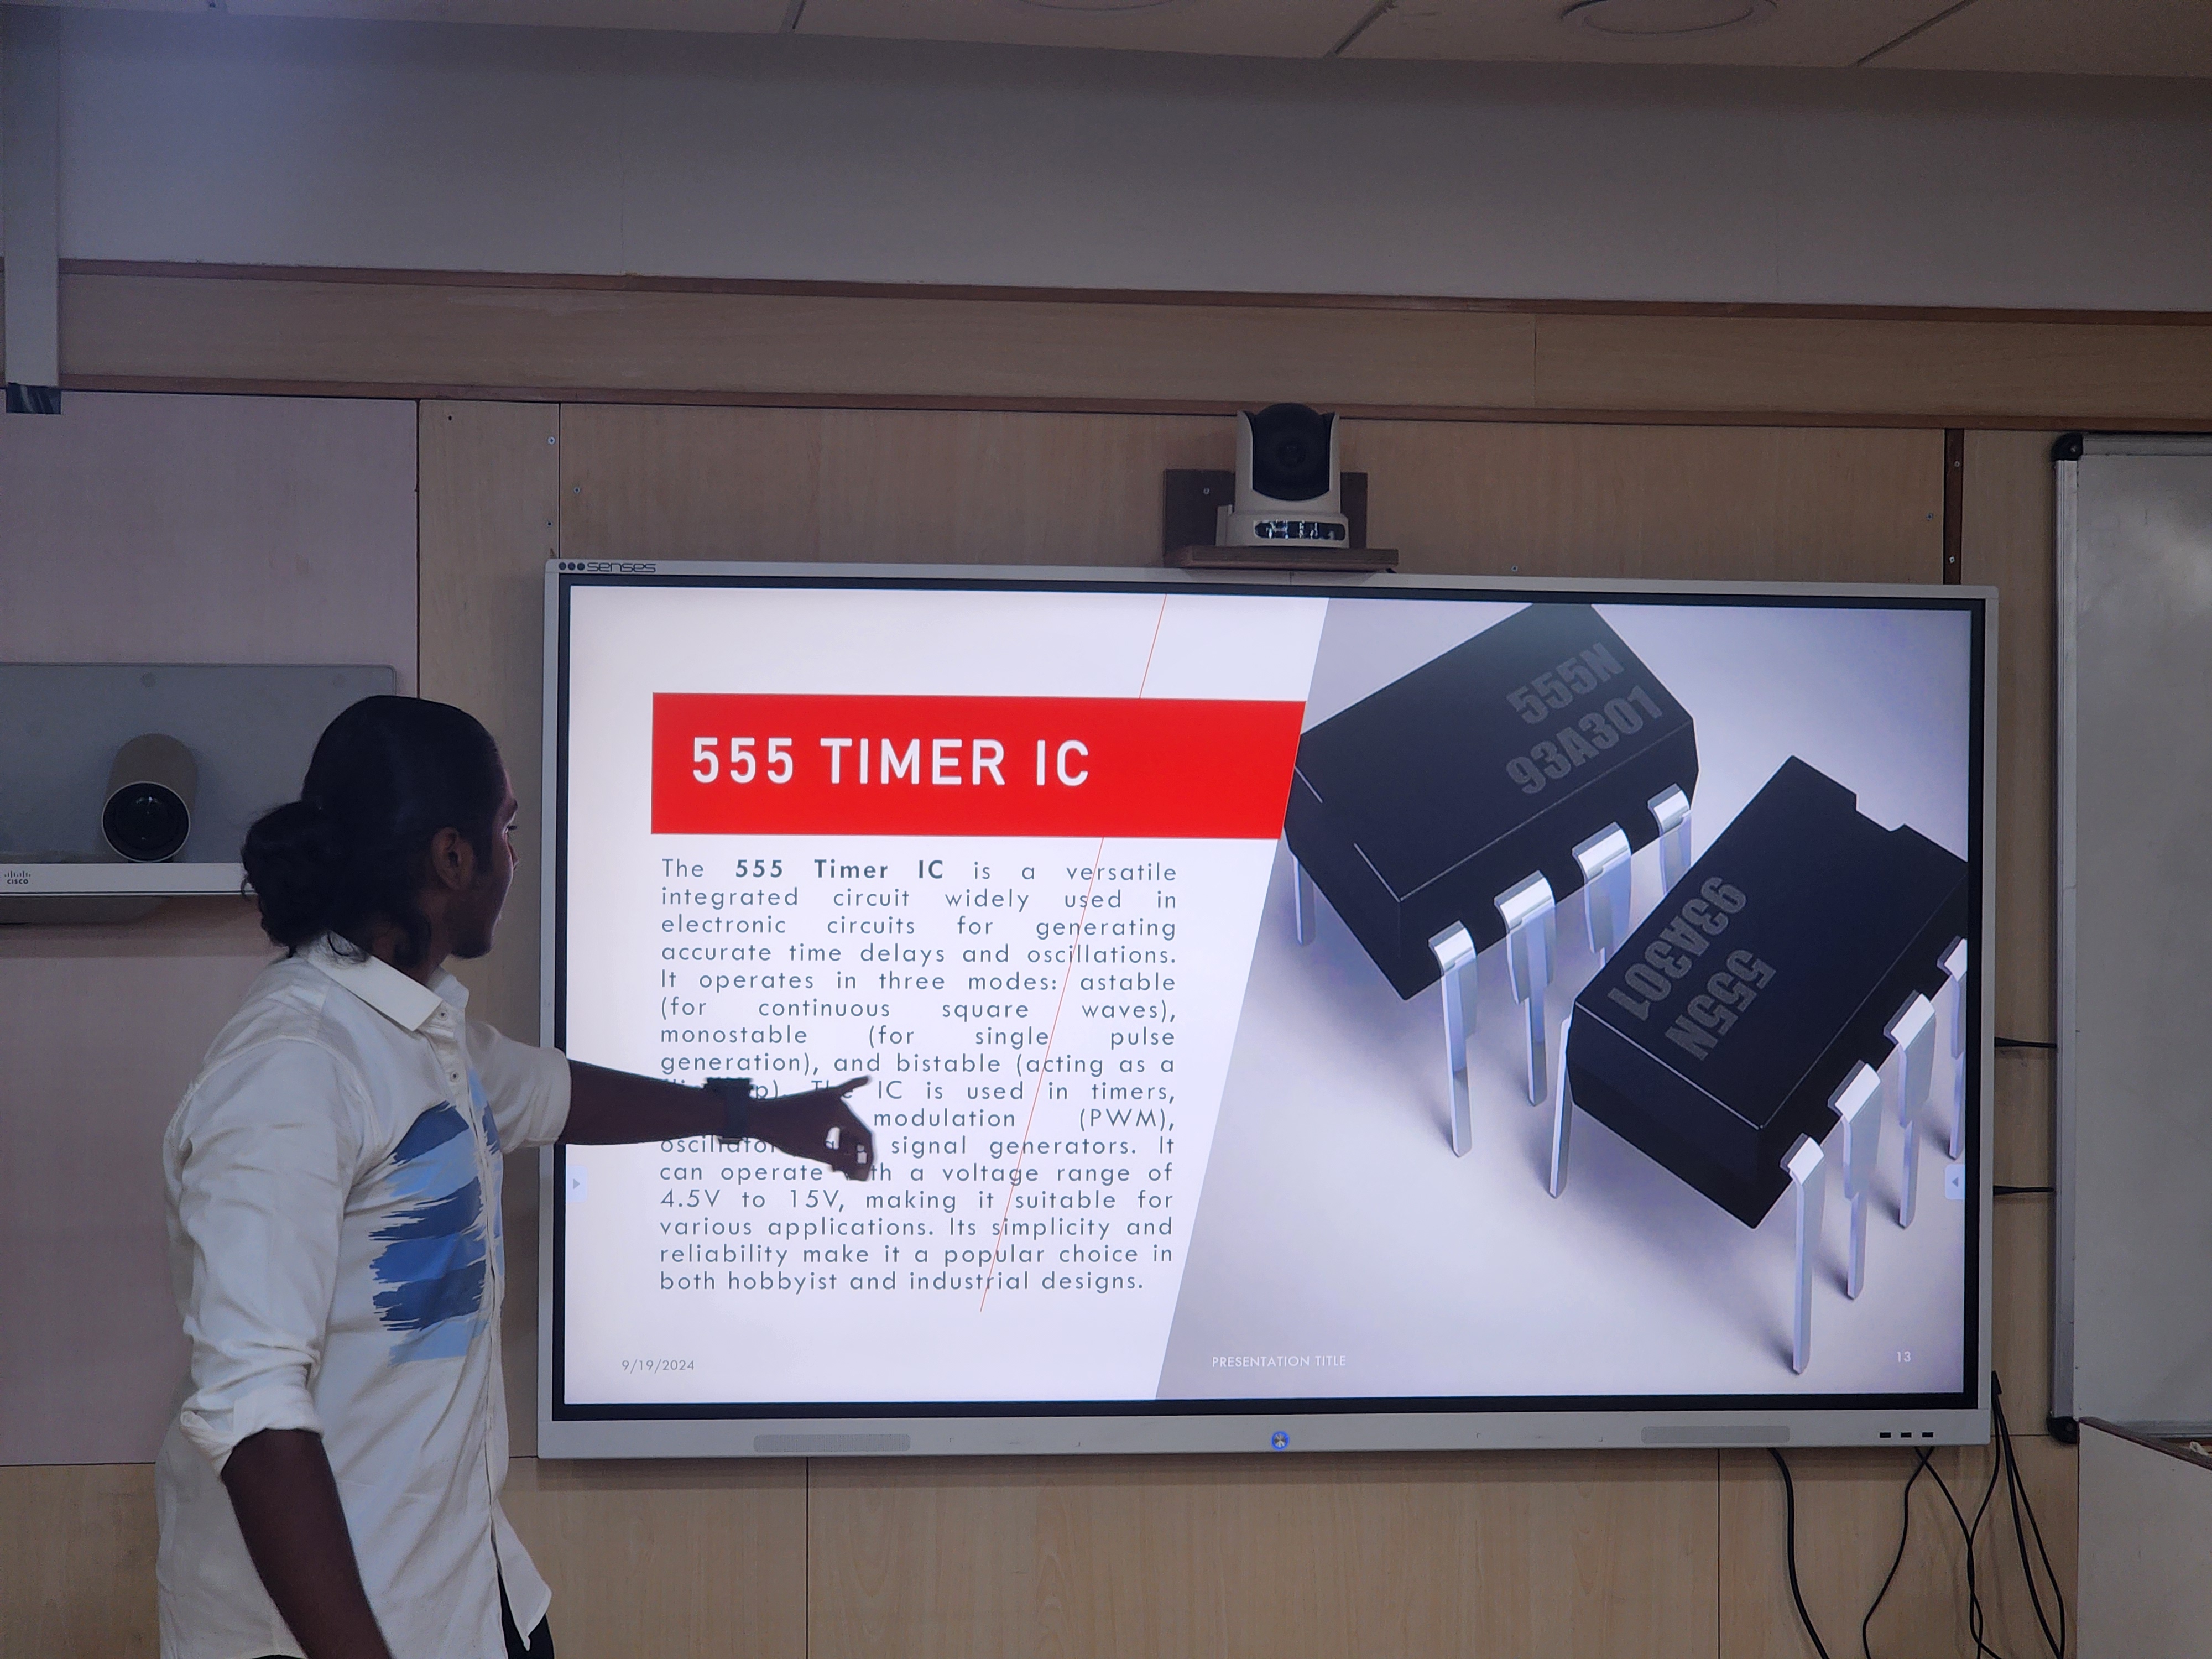 senses
555 TIMER IC
The 555 Timer IC is a versatile
integrated circuit widely used in
electronic circuits for generating
accurate time delays and oscillations.
It operates in three modes: astable
(for continuous square waves),
monostable (for single pulse
generation), and bistable (acting as a
IC is used in timers,
modulation (PWM),
signal generators. It
can operate a voltage range of
4.5V to 15V, making it suitable for
various applications. Its simplicity and
reliability make it a popular choice in
both hobbyist and industrial designs.
9/19/2024
PRESENTATION TITLE
13
555N
93A301
93A301
555N
CISCO